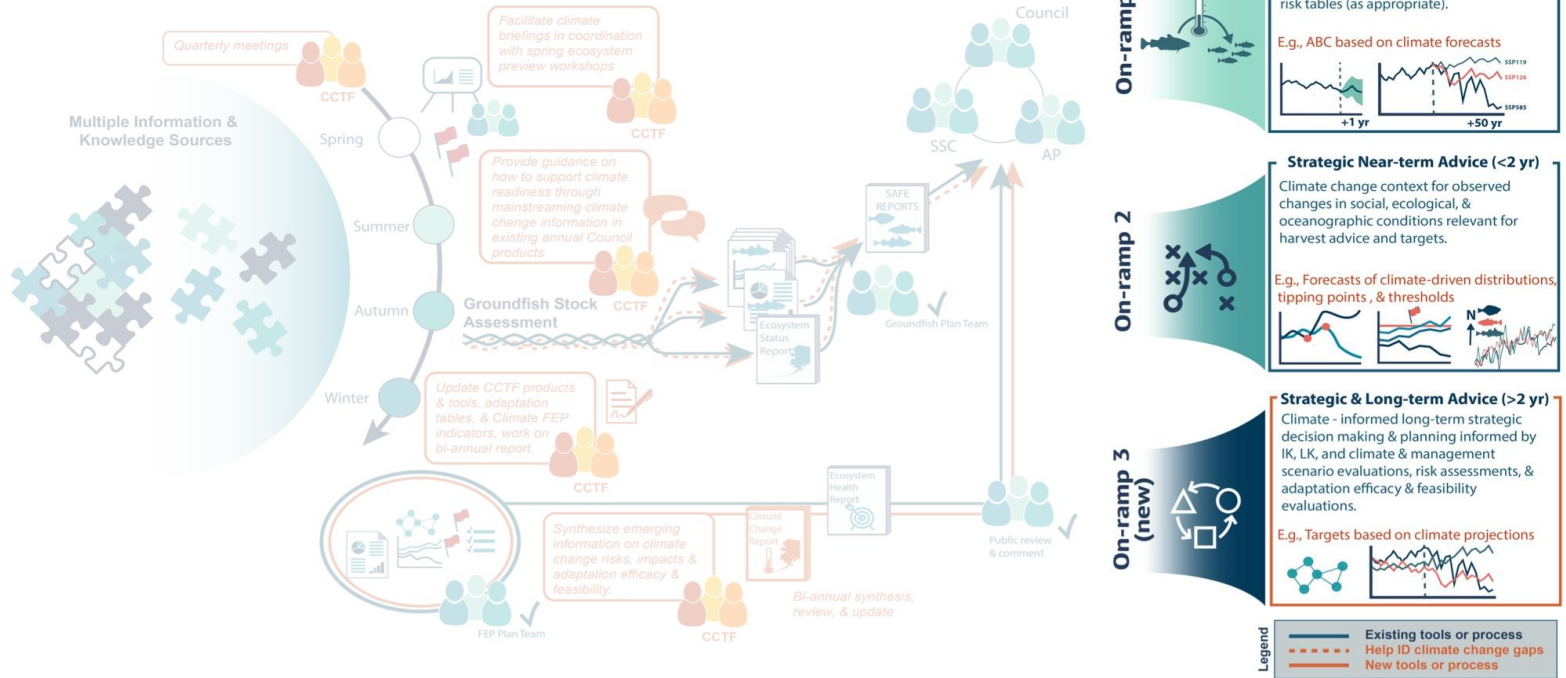 Quarterly meetings
CCTF
Facilitate climate
briefings in coordination
with spring ecosystem
preview workshops
CCTF
Multiple Information &
Knowledge Sources
Spring
Summer
Autumn
Winter
Provide guidance on
how to support climate
readiness through
mainstreaming climate
change information in
existing annual Council
products
CCTF
Groundfish Stock
Assessment
Ecosystem
Status
Report
SAFE
REPORTS
Groundfish Plan Team
Council
SSC
AP
Update CCTF products
& tools, adaptation
tables, & Climate FEP
indicators, work on
bi-annual report.
CCTF
FEP Plan Team
Synthesize emerging
information on climate
change risks, impacts &
adaptation efficacy &
feasibility.
CCTF
Climate
Change
Report
Ecosystem
Health
Report
Bi-annual synthesis,
review, & update
Public review
& comment
On-ramp
risk tables (as appropriate).
E.g., ABC based on climate forecasts
+1 yr
SSP119
SSP126
SSP585
+50 yr
On-ramp 2
Strategic Near-term Advice (<2 yr)
Climate change context for observed
changes in social, ecological, &
oceanographic conditions relevant for
harvest advice and targets.
E.g., Forecasts of climate-driven distributions,
tipping points , & thresholds
N
On-ramp 3
(new)
Strategic & Long-term Advice (>2 yr)
Climate - informed long-term strategic
decision making & planning informed by
IK, LK, and climate & management
scenario evaluations, risk assessments, &
adaptation efficacy & feasibility
evaluations.
E.g., Targets based on climate projections
Legend
Existing tools or process
Help ID climate change gaps
New tools or process